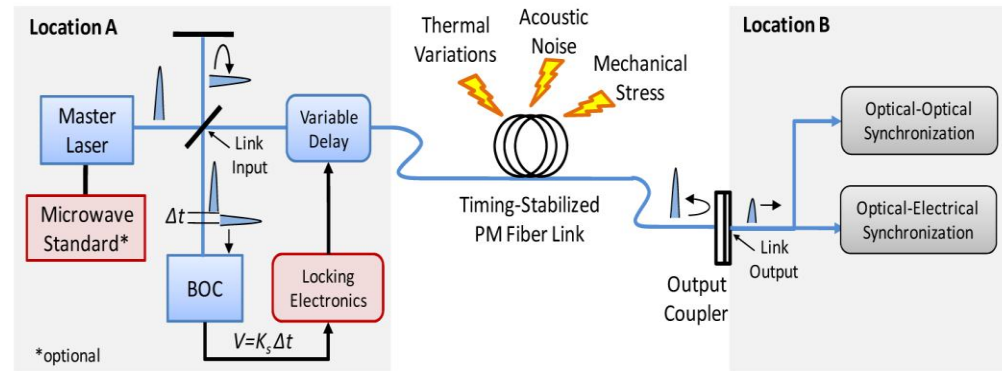 Location A
Master
Laser
Microwave
Standard*
*optional
Link
Input
Δt
BOC
V=KₛΔt
Variable
Delay
Locking
Electronics
Thermal
Variations
Acoustic
Noise
Mechanical
Stress
Timing-Stabilized
PM Fiber Link
Output
Coupler
Location B
Link
Output
Optical-Optical
Synchronization
Optical-Electrical
Synchronization